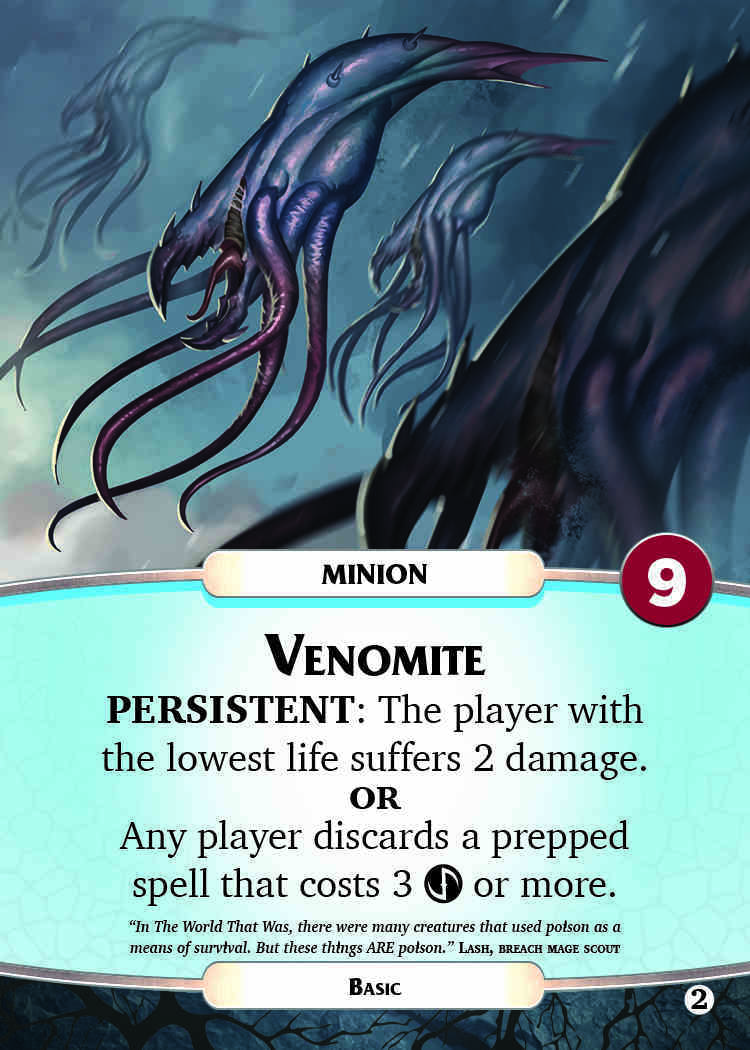 MINION
9
VENOMITE
PERSISTENT: The player with
the lowest life suffers 2 damage.
OR
Any player discards a prepped
spell that costs 3 or more.
“In The World That Was, there were many creatures that used poison as a
means of survival. But these things ARE poison.” LASH, BREACH MAGE SCOUT
BASIC
2